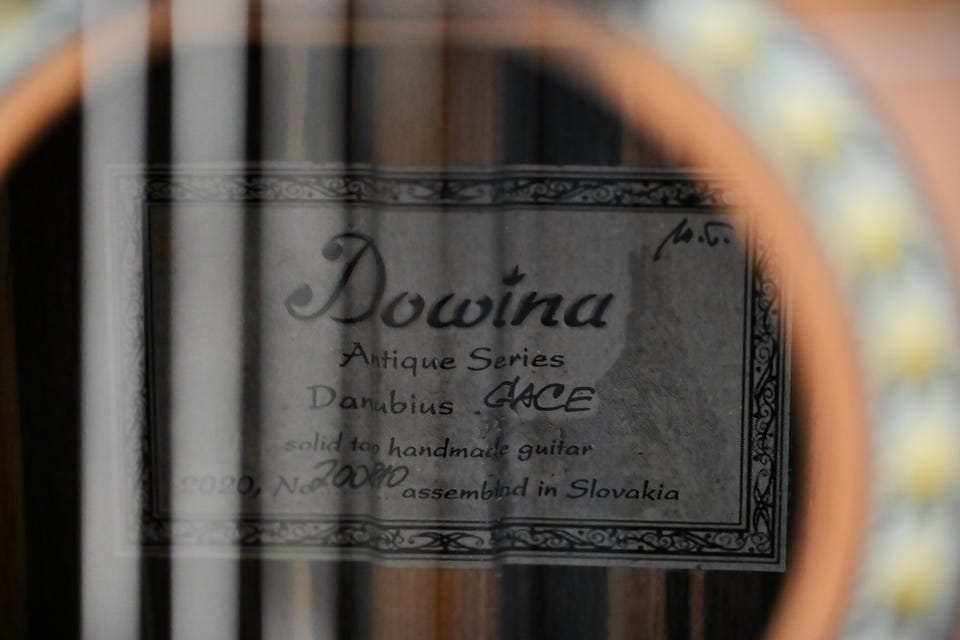 Dowina
Antique Series
Danubius GACE
solid top handmade guitar
2020, No 200810 assembled in Slovakia